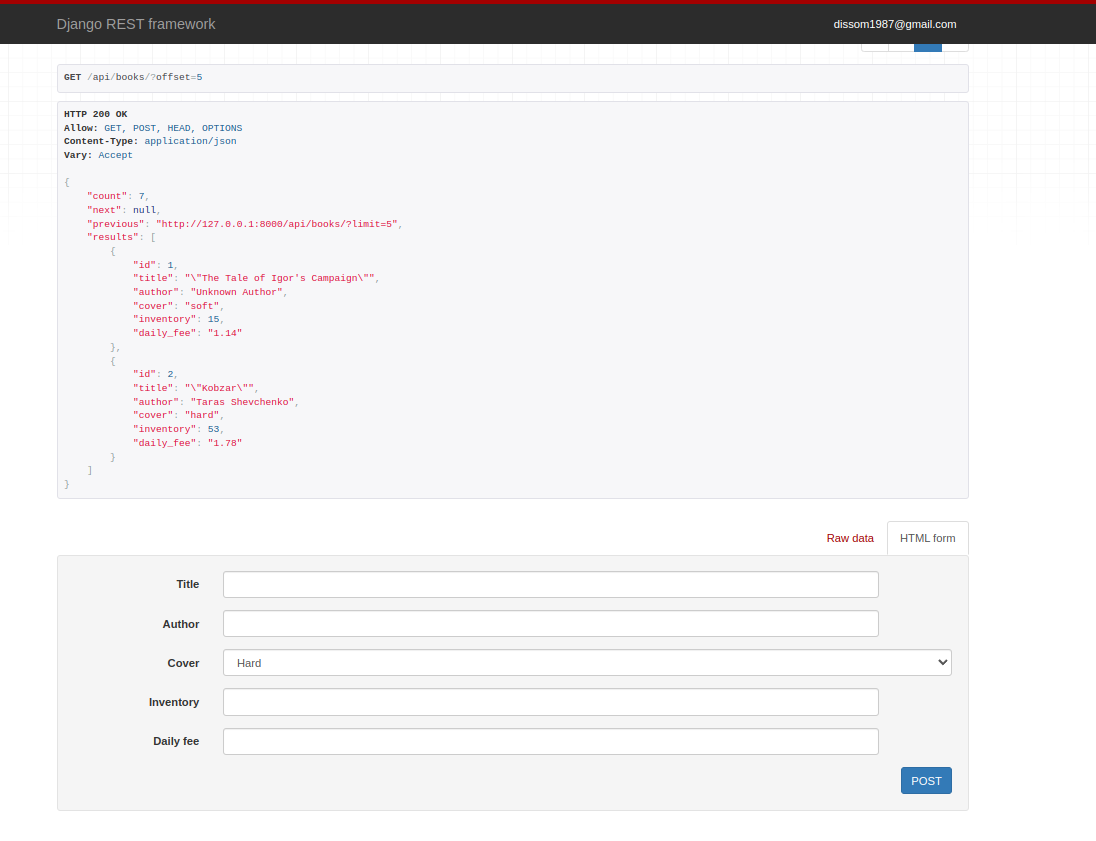 Django REST framework
dissom1987@gmail.com
GET /api/books/?offset=5
HTTP 200 OK
Allow: GET, POST, HEAD, OPTIONS
Content-Type: application/json
Vary: Accept
{
    "count": 7,
    "next": null,
    "previous": "http://127.0.0.1:8000/api/books/?limit=5",
    "results": [
        {
            "id": 1,
            "title": "\"The Tale of Igor's Campaign\"",
            "author": "Unknown Author",
            "cover": "soft",
            "inventory": 15,
            "daily_fee": "1.14"
        },
        {
            "id": 2,
            "title": "\"Kobzar\"",
            "author": "Taras Shevchenko",
            "cover": "hard",
            "inventory": 53,
            "daily_fee": "1.78"
        }
    ]
}
Raw data
HTML form
Title
Author
Cover
Hard
Inventory
Daily fee
POST